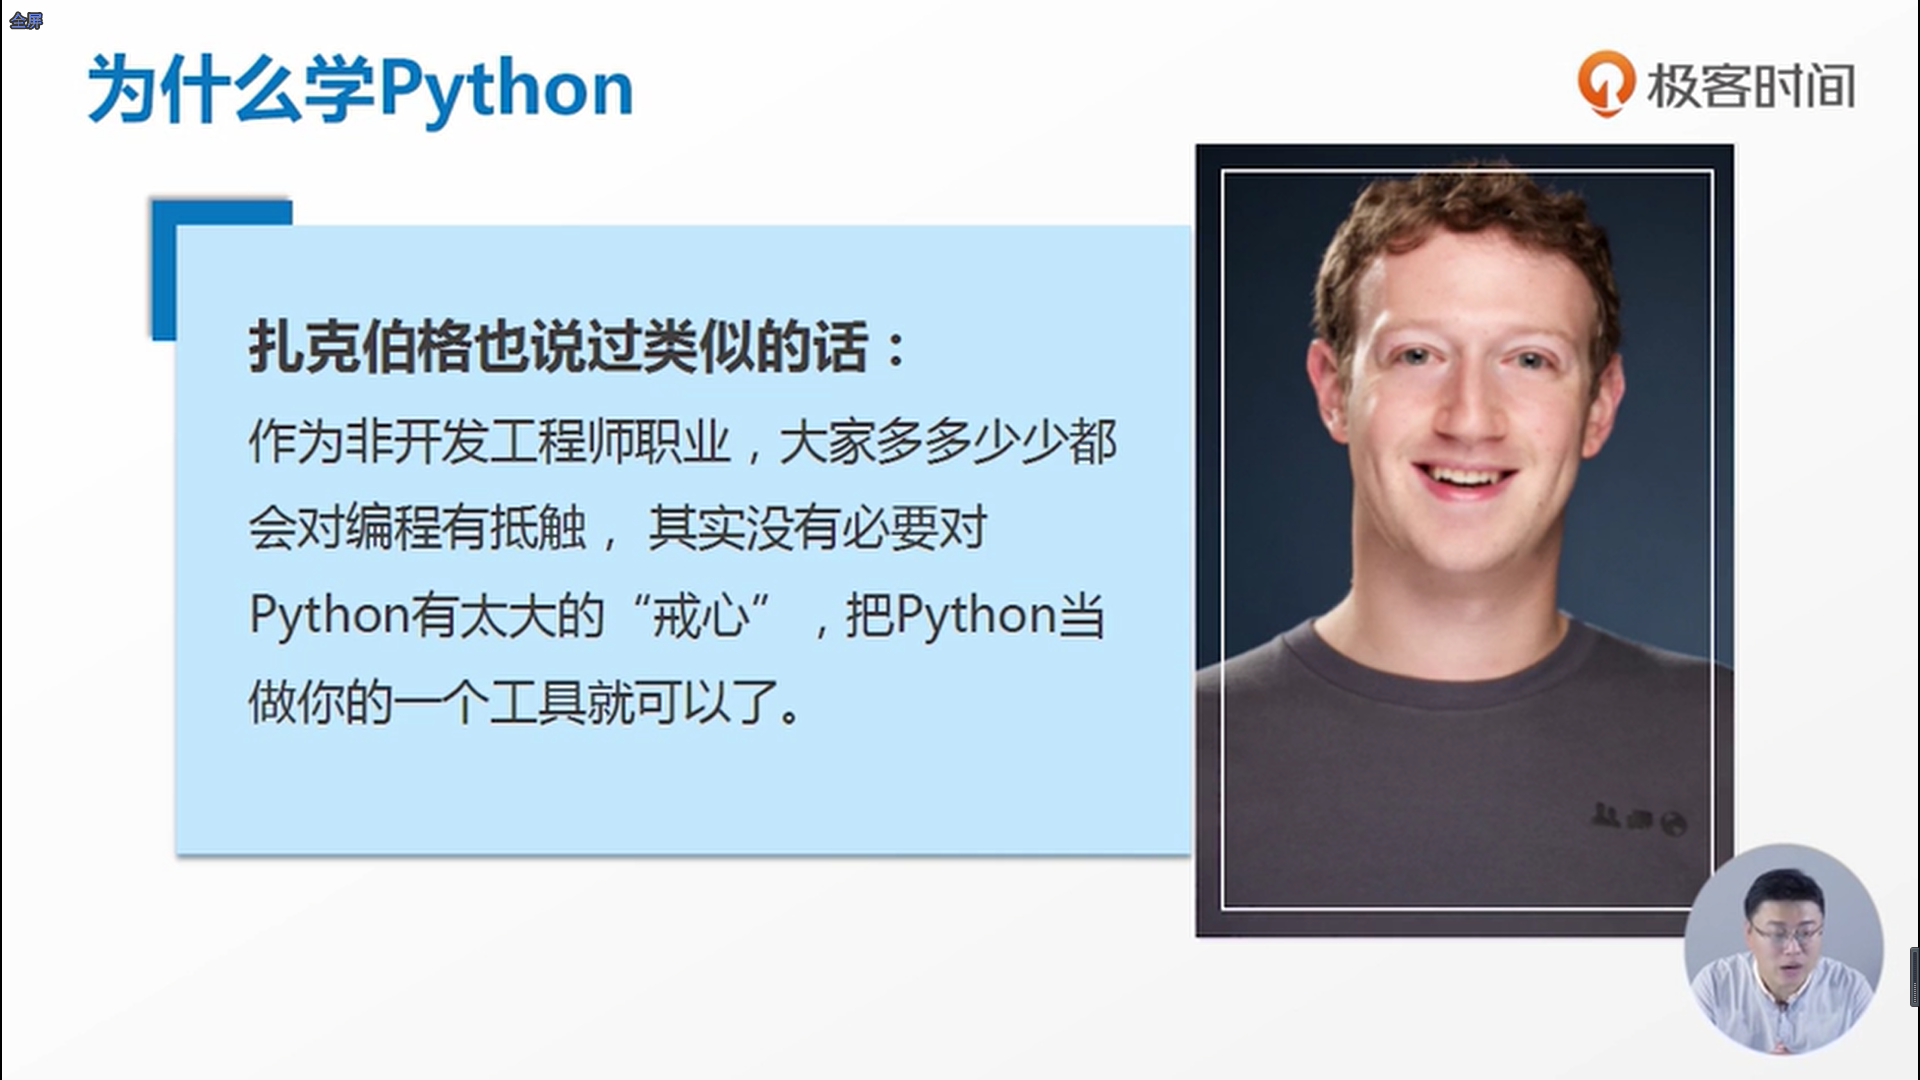 全屏
为什么学Python
极客时间
扎克伯格也说过类似的话：
作为非开发工程师职业，大家多多少少都
会对编程有抵触， 其实没有必要对
Python有太大的“戒心”，把Python当
做你的一个工具就可以了。